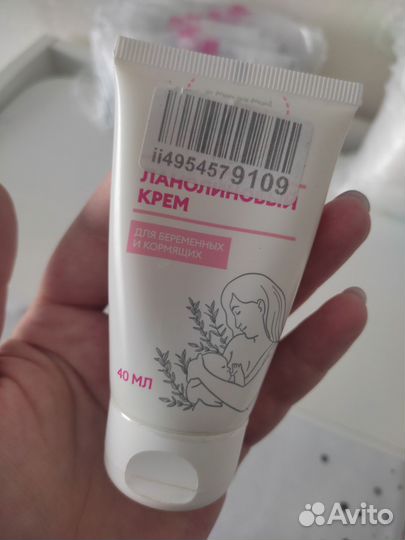 ii4954579109
ЛАНОЛИНОВЫЙ
КРЕМ
ДЛЯ БЕРЕМЕННЫХ
И КОРМЯЩИХ
40 МЛ
Avito